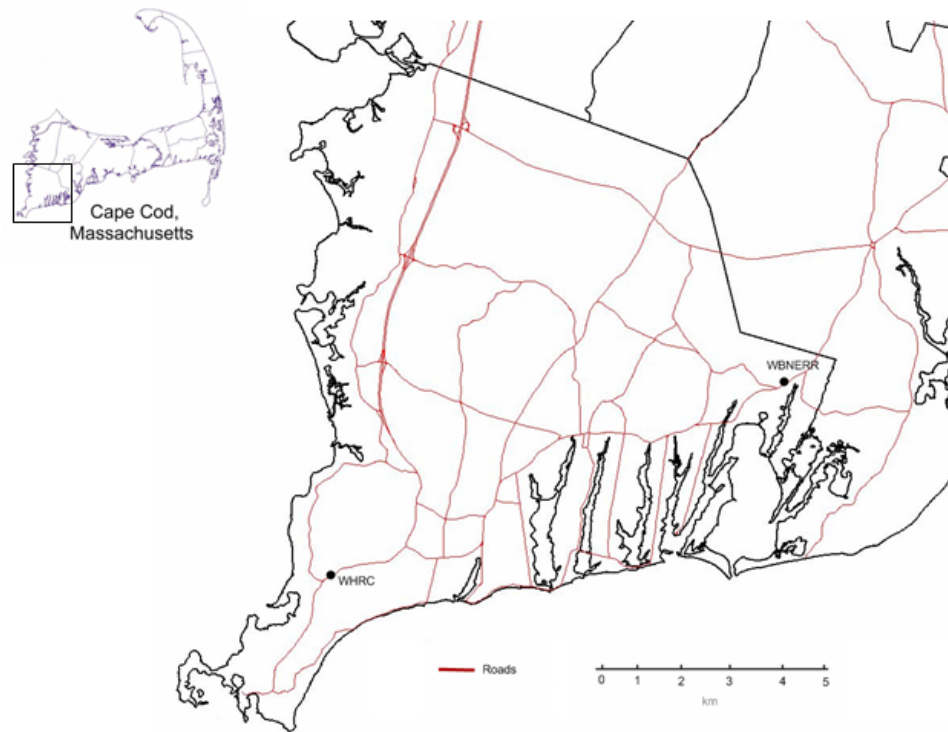 Cape Cod,
Massachusetts
WBNERR
WHRC
Roads
0 1 2 3 4 5
km